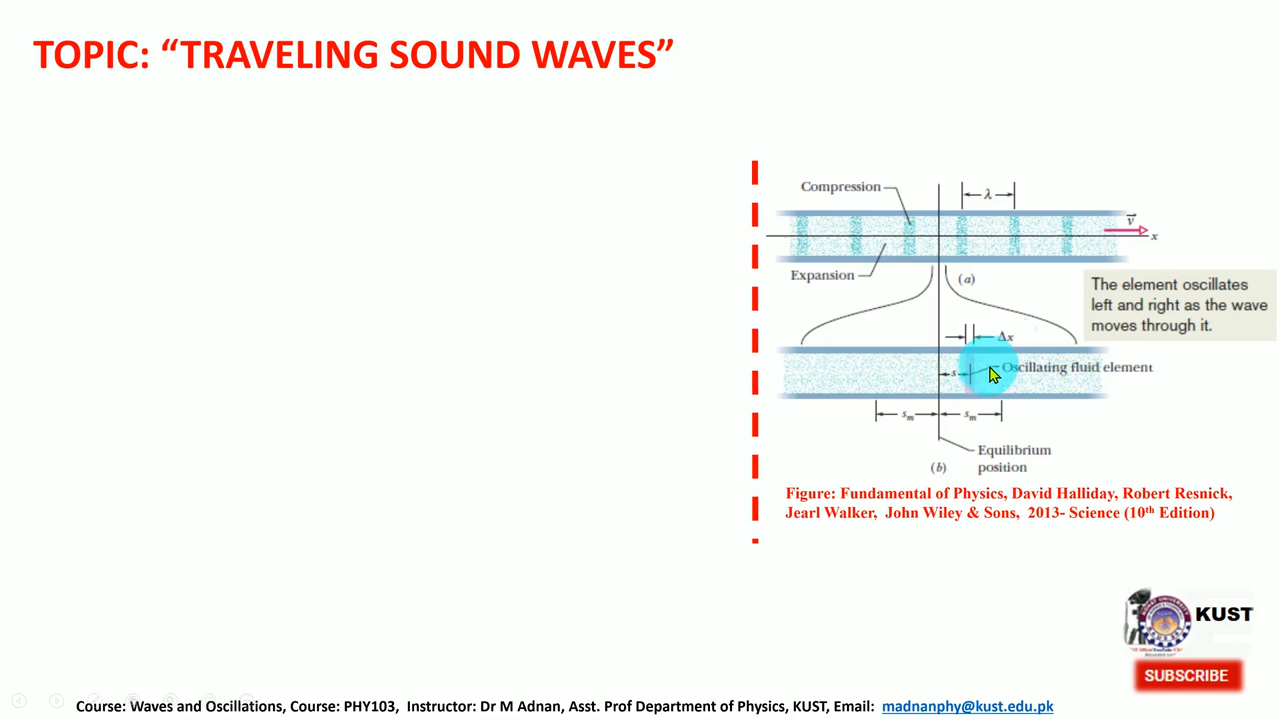 TOPIC: “TRAVELING SOUND WAVES”
Compression
λ
v
x
Expansion
(a)
The element oscillates
left and right as the wave
moves through it.
Δx
s
Oscillating fluid element
sm
sm
Equilibrium
position
(b)
Figure: Fundamental of Physics, David Halliday, Robert Resnick,
Jearl Walker, John Wiley & Sons, 2013- Science (10th Edition)
KUST
SUBSCRIBE
Course: Waves and Oscillations, Course: PHY103, Instructor: Dr M Adnan, Asst. Prof Department of Physics, KUST, Email: madnanphy@kust.edu.pk